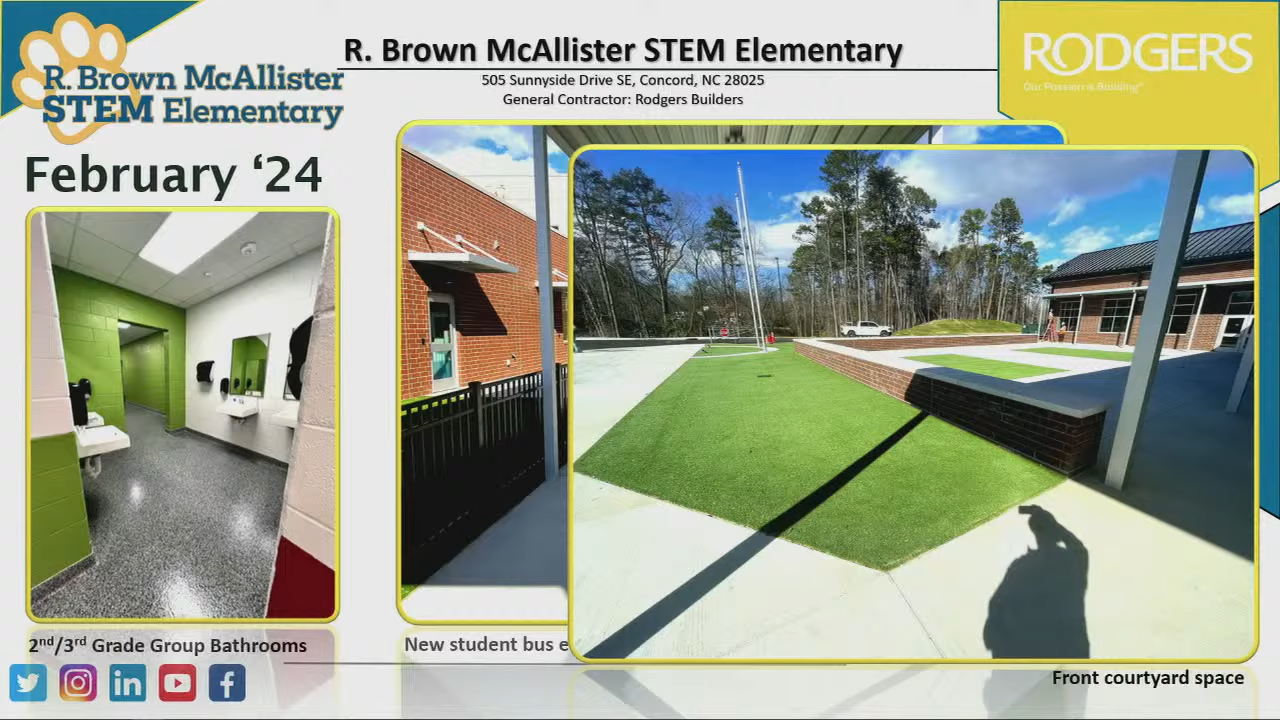 R. Brown McAllister
STEM Elementary
R. Brown McAllister STEM Elementary
505 Sunnyside Drive SE, Concord, NC 28025
General Contractor: Rodgers Builders
RODGERS
Our Passion is Building
February ‘24
2nd/3rd Grade Group Bathrooms
New student bus e
Front courtyard space